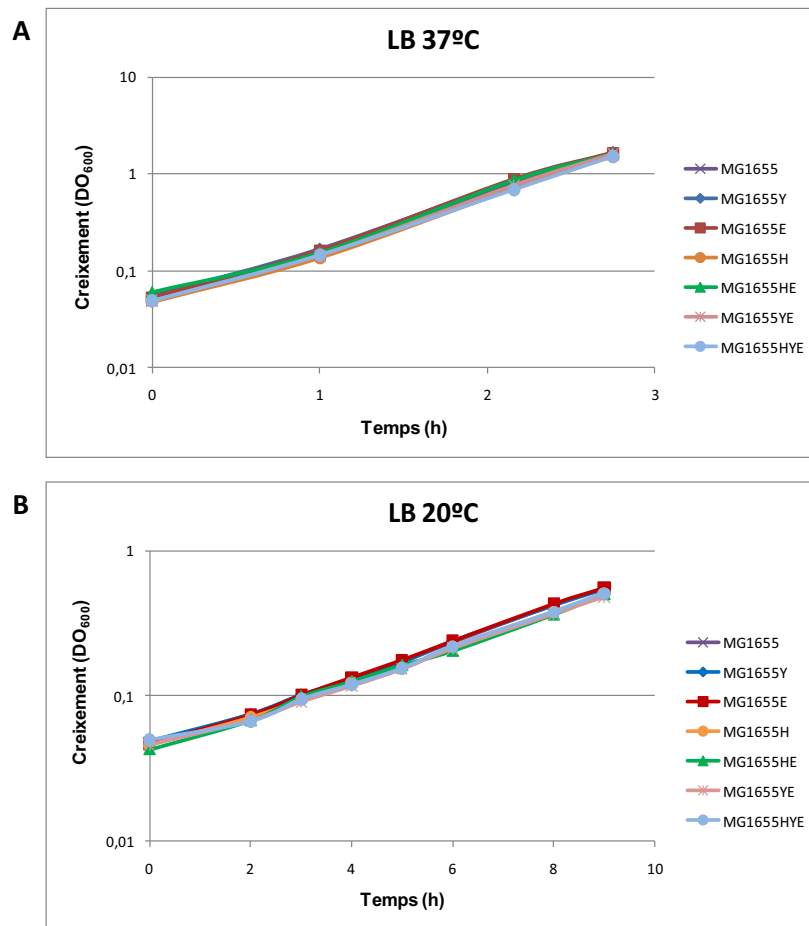 A
LB 37ºC
Creixement (DO600)
10
1
0,1
0,01
0
1
2
3
Temps (h)
MG1655
MG1655Y
MG1655E
MG1655H
MG1655HE
MG1655YE
MG1655HYE
B
LB 20ºC
Creixement (DO600)
1
0,1
0,01
0
2
4
6
8
10
Temps (h)
MG1655
MG1655Y
MG1655E
MG1655H
MG1655HE
MG1655YE
MG1655HYE